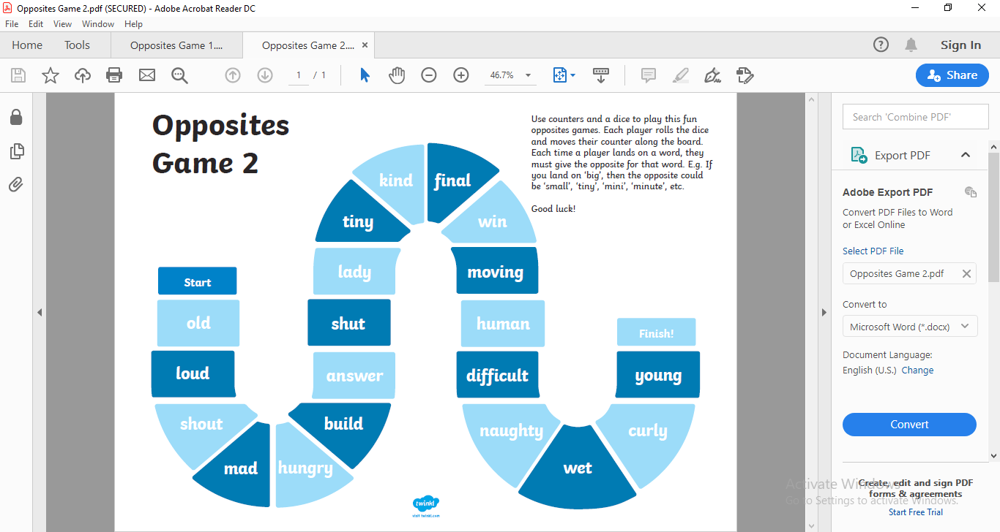 Opposites Game 2.pdf (SECURED) - Adobe Acrobat Reader DC
File Edit View Window Help
Home Tools Opposites Game 1.... Opposites Game 2.... × Sign In
1 / 1 46.7% Share
Opposites
Game 2
Use counters and a dice to play this fun
opposites games. Each player rolls the dice
and moves their counter along the board.
Each time a player lands on a word, they
must give the opposite for that word. E.g. If
you land on ‘big’, then the opposite could
be ‘small’, ‘tiny’, ‘mini’, ‘minute’, etc.
Good luck!
Start
old
loud
shout
mad
hungry
build
answer
shut
lady
tiny
kind
final
win
moving
human
difficult
naughty
wet
curly
young
Finish!
twinkl
visit twinkl.com
Search 'Combine PDF'
Export PDF
Adobe Export PDF
Convert PDF Files to Word
or Excel Online
Select PDF File
Opposites Game 2.pdf
Convert to
Microsoft Word (*.docx)
Document Language:
English (U.S.) Change
Convert
Create, edit and sign PDF
forms & agreements
Start Free Trial
Activate Windows
Go to Settings to activate Windows.